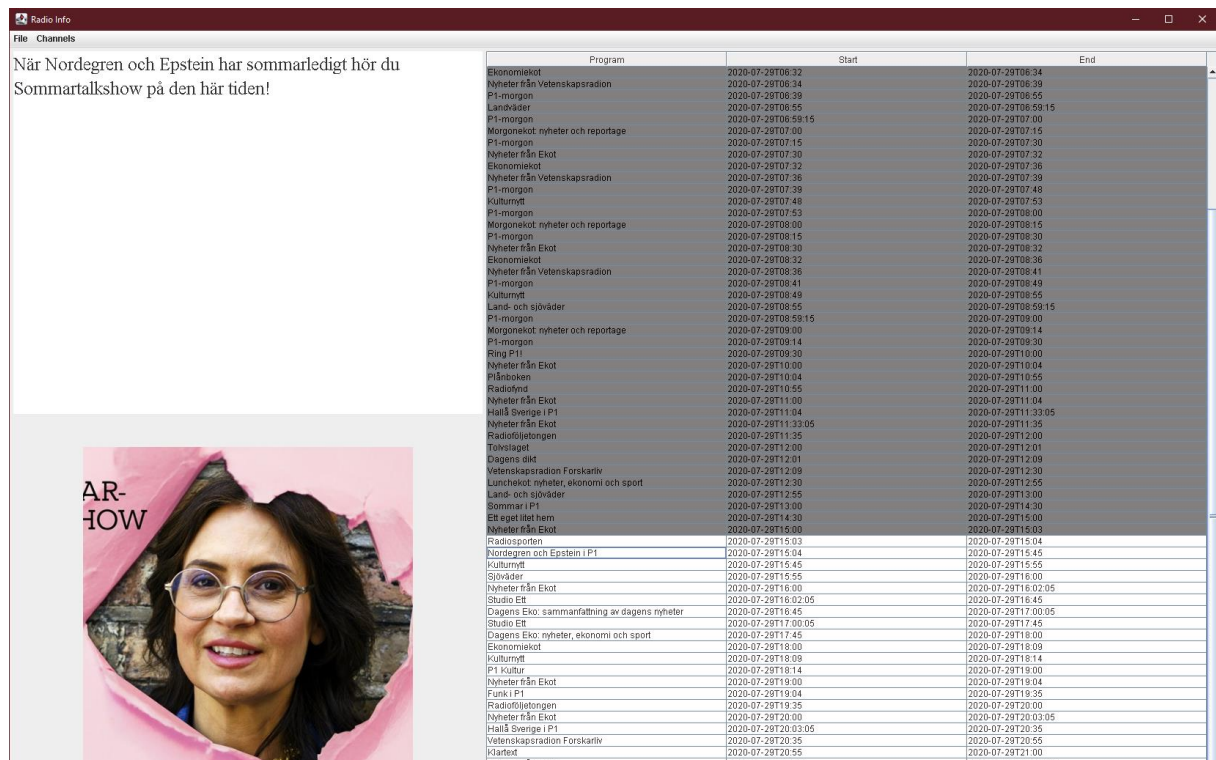 Radio Info
File Channels
När Nordegren och Epstein har sommarledigt hör du
Sommartalkshow på den här tiden!
AR-
HOW
Program Start End
Ekonomiekot 2020-07-29T06:32 2020-07-29T06:34
Nyheter från Vetenskapsradion 2020-07-29T06:34 2020-07-29T06:39
P1-morgon 2020-07-29T06:39 2020-07-29T06:55
Landväder 2020-07-29T06:55 2020-07-29T06:59:15
P1-morgon 2020-07-29T06:59:15 2020-07-29T07:00
Morgonekot: nyheter och reportage 2020-07-29T07:00 2020-07-29T07:15
P1-morgon 2020-07-29T07:15 2020-07-29T07:30
Nyheter från Ekot 2020-07-29T07:30 2020-07-29T07:32
Ekonomiekot 2020-07-29T07:32 2020-07-29T07:36
Nyheter från Vetenskapsradion 2020-07-29T07:36 2020-07-29T07:39
P1-morgon 2020-07-29T07:39 2020-07-29T07:48
Kulturnytt 2020-07-29T07:48 2020-07-29T07:53
P1-morgon 2020-07-29T07:53 2020-07-29T08:00
Morgonekot: nyheter och reportage 2020-07-29T08:00 2020-07-29T08:15
P1-morgon 2020-07-29T08:15 2020-07-29T08:30
Nyheter från Ekot 2020-07-29T08:30 2020-07-29T08:32
Ekonomiekot 2020-07-29T08:32 2020-07-29T08:36
Nyheter från Vetenskapsradion 2020-07-29T08:36 2020-07-29T08:41
P1-morgon 2020-07-29T08:41 2020-07-29T08:49
Kulturnytt 2020-07-29T08:49 2020-07-29T08:55
Land- och sjöväder 2020-07-29T08:55 2020-07-29T08:59:15
P1-morgon 2020-07-29T08:59:15 2020-07-29T09:00
Morgonekot: nyheter och reportage 2020-07-29T09:00 2020-07-29T09:14
P1-morgon 2020-07-29T09:14 2020-07-29T09:30
Ring P1! 2020-07-29T09:30 2020-07-29T10:00
Nyheter från Ekot 2020-07-29T10:00 2020-07-29T10:04
Plånboken 2020-07-29T10:04 2020-07-29T10:55
Radiofynd 2020-07-29T10:55 2020-07-29T11:00
Nyheter från Ekot 2020-07-29T11:00 2020-07-29T11:04
Hallå Sverige i P1 2020-07-29T11:04 2020-07-29T11:33:05
Nyheter från Ekot 2020-07-29T11:33:05 2020-07-29T11:35
Radioföljetongen 2020-07-29T11:35 2020-07-29T12:00
Tolvslaget 2020-07-29T12:00 2020-07-29T12:01
Dagens dikt 2020-07-29T12:01 2020-07-29T12:09
Vetenskapsradion Forskarliv 2020-07-29T12:09 2020-07-29T12:30
Lunchekot: nyheter, ekonomi och sport 2020-07-29T12:30 2020-07-29T12:55
Land- och sjöväder 2020-07-29T12:55 2020-07-29T13:00
Sommar i P1 2020-07-29T13:00 2020-07-29T14:30
Ett eget litet hem 2020-07-29T14:30 2020-07-29T15:00
Nyheter från Ekot 2020-07-29T15:00 2020-07-29T15:03
Radiosporten 2020-07-29T15:03 2020-07-29T15:04
Nordegren och Epstein i P1 2020-07-29T15:04 2020-07-29T15:45
Kulturnytt 2020-07-29T15:45 2020-07-29T15:55
Sjöväder 2020-07-29T15:55 2020-07-29T16:00
Nyheter från Ekot 2020-07-29T16:00 2020-07-29T16:02:05
Studio Ett 2020-07-29T16:02:05 2020-07-29T16:45
Dagens Eko: sammanfattning av dagens nyheter 2020-07-29T16:45 2020-07-29T17:00:05
Studio Ett 2020-07-29T17:00:05 2020-07-29T17:45
Dagens Eko: nyheter, ekonomi och sport 2020-07-29T17:45 2020-07-29T18:00
Ekonomiekot 2020-07-29T18:00 2020-07-29T18:09
Kulturnytt 2020-07-29T18:09 2020-07-29T18:14
P1 Kultur 2020-07-29T18:14 2020-07-29T19:00
Nyheter från Ekot 2020-07-29T19:00 2020-07-29T19:04
Funk i P1 2020-07-29T19:04 2020-07-29T19:35
Radioföljetongen 2020-07-29T19:35 2020-07-29T20:00
Nyheter från Ekot 2020-07-29T20:00 2020-07-29T20:03:05
Hallå Sverige i P1 2020-07-29T20:03:05 2020-07-29T20:35
Vetenskapsradion Forskarliv 2020-07-29T20:35 2020-07-29T20:55
Klartext 2020-07-29T20:55 2020-07-29T21:00